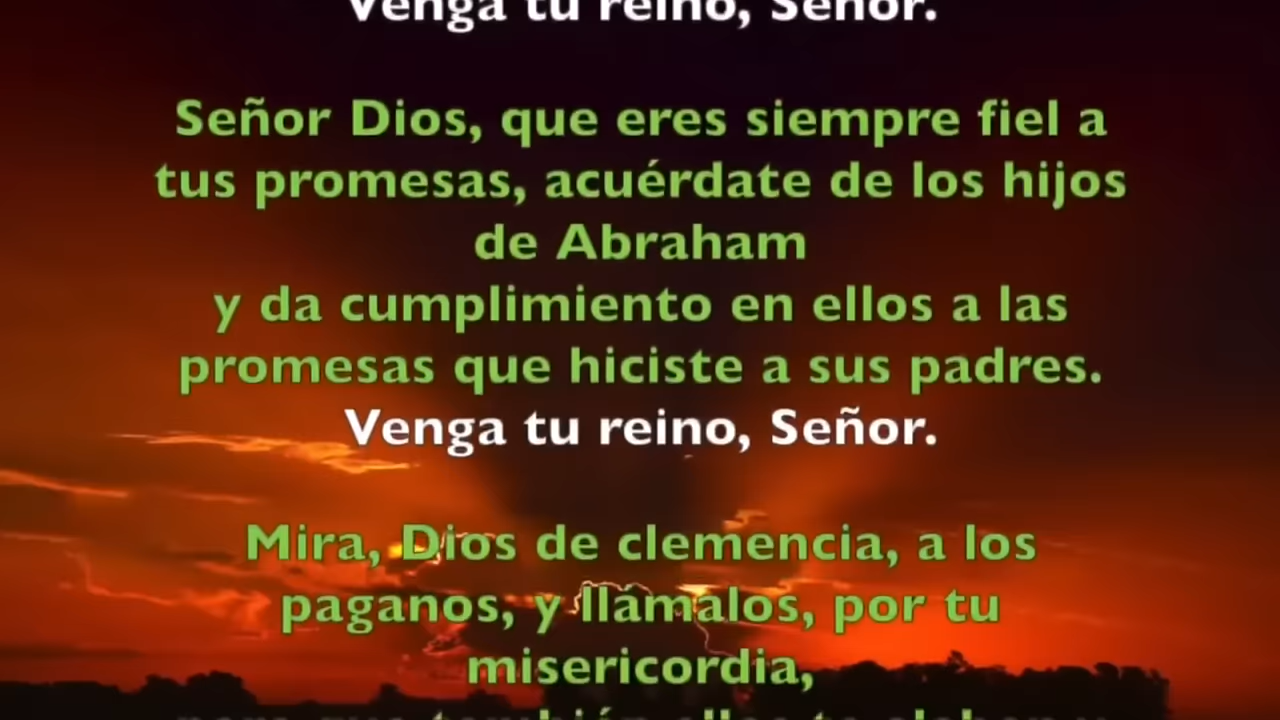 Venga tu reino, Señor.
Señor Dios, que eres siempre fiel a
tus promesas, acuérdate de los hijos
de Abraham
y da cumplimiento en ellos a las
promesas que hiciste a sus padres.
Venga tu reino, Señor.
Mira, Dios de clemencia, a los
paganos, y llámalos, por tu
misericordia,